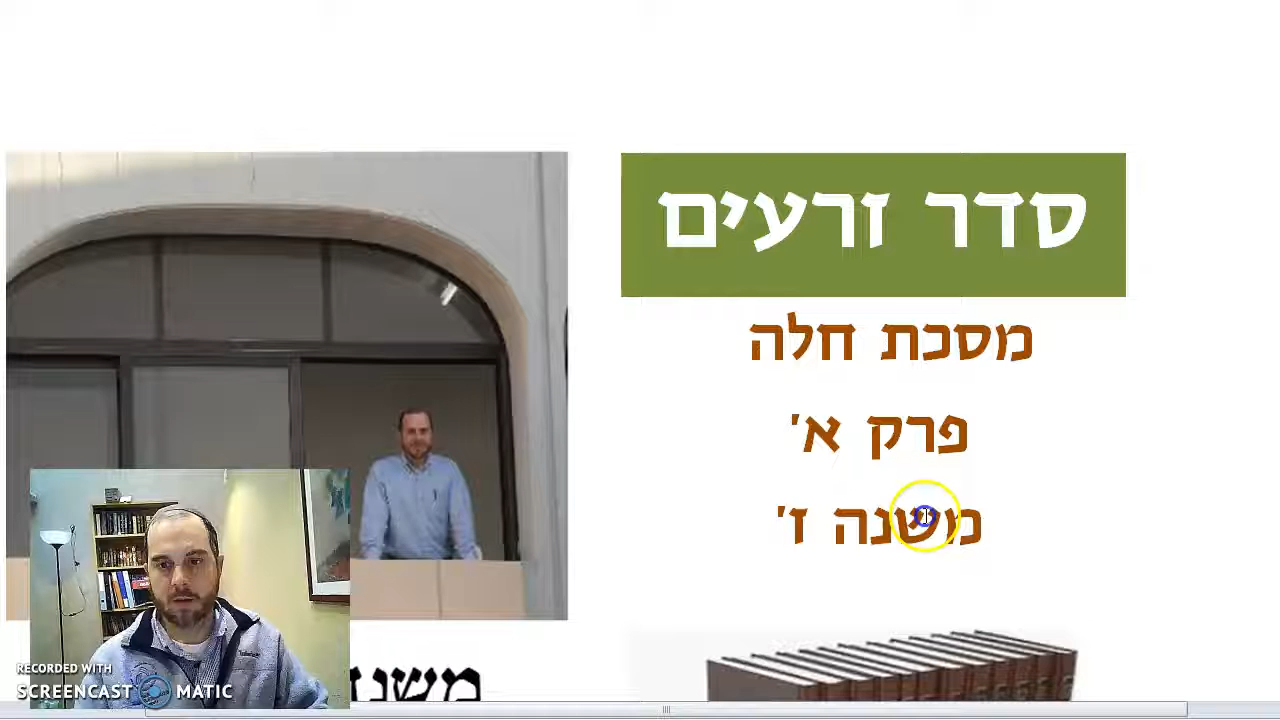 סדר זרעים
מסכת חלה
פרק א'
משנה ז'
RECORDED WITH
SCREENCAST MATIC